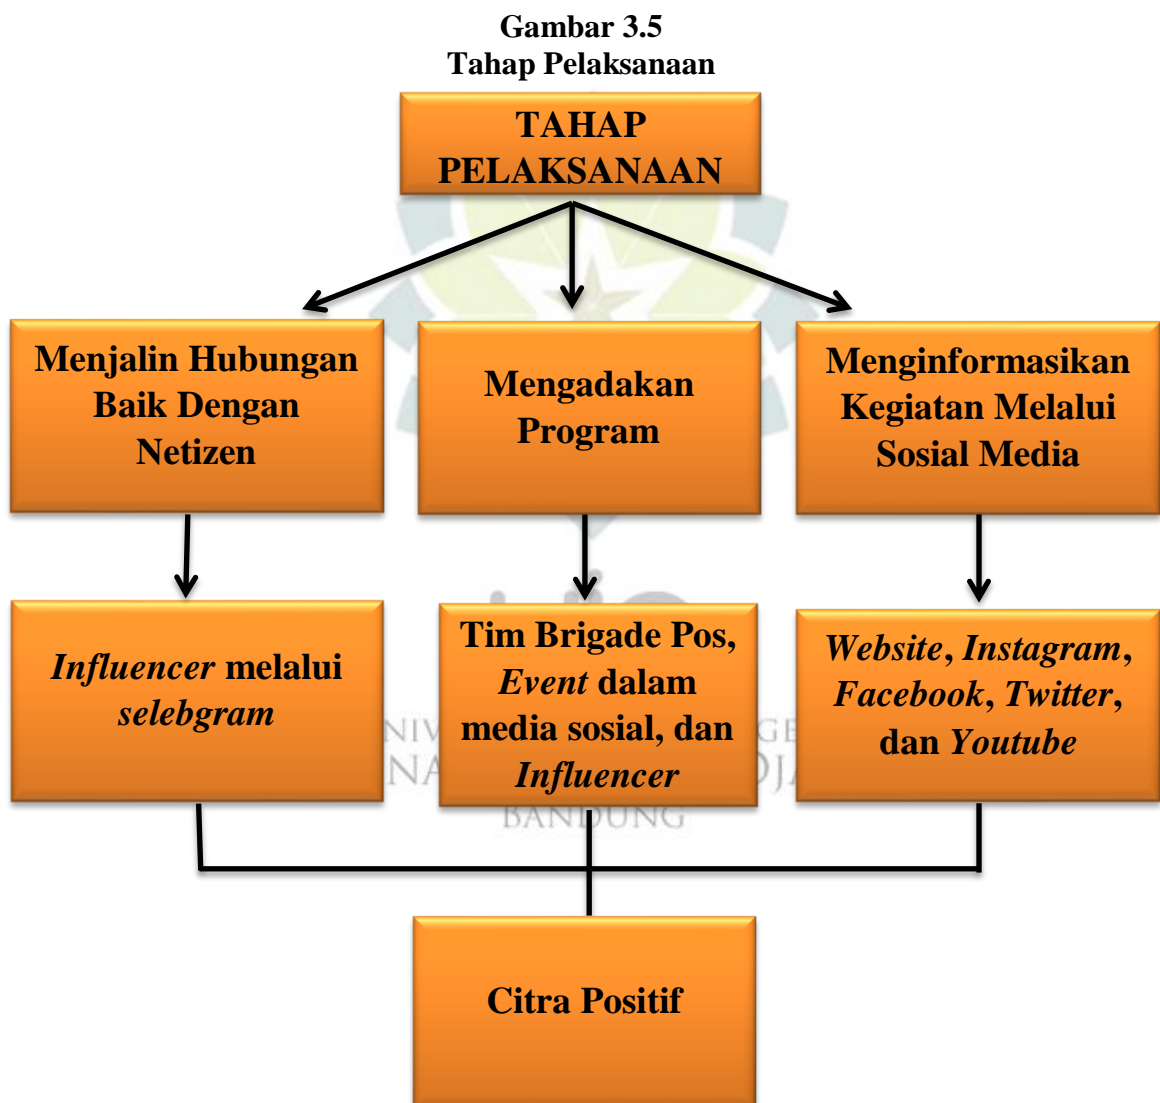 Gambar 3.5
Tahap Pelaksanaan
TAHAP
PELAKSANAAN
Menjalin Hubungan
Baik Dengan
Netizen
Mengadakan
Program
Menginformasikan
Kegiatan Melalui
Sosial Media
Influencer melalui
selebgram
Tim Brigade Pos,
Event dalam
media sosial, dan
Influencer
Website, Instagram,
Facebook, Twitter,
dan Youtube
BANDUNG
Citra Positif